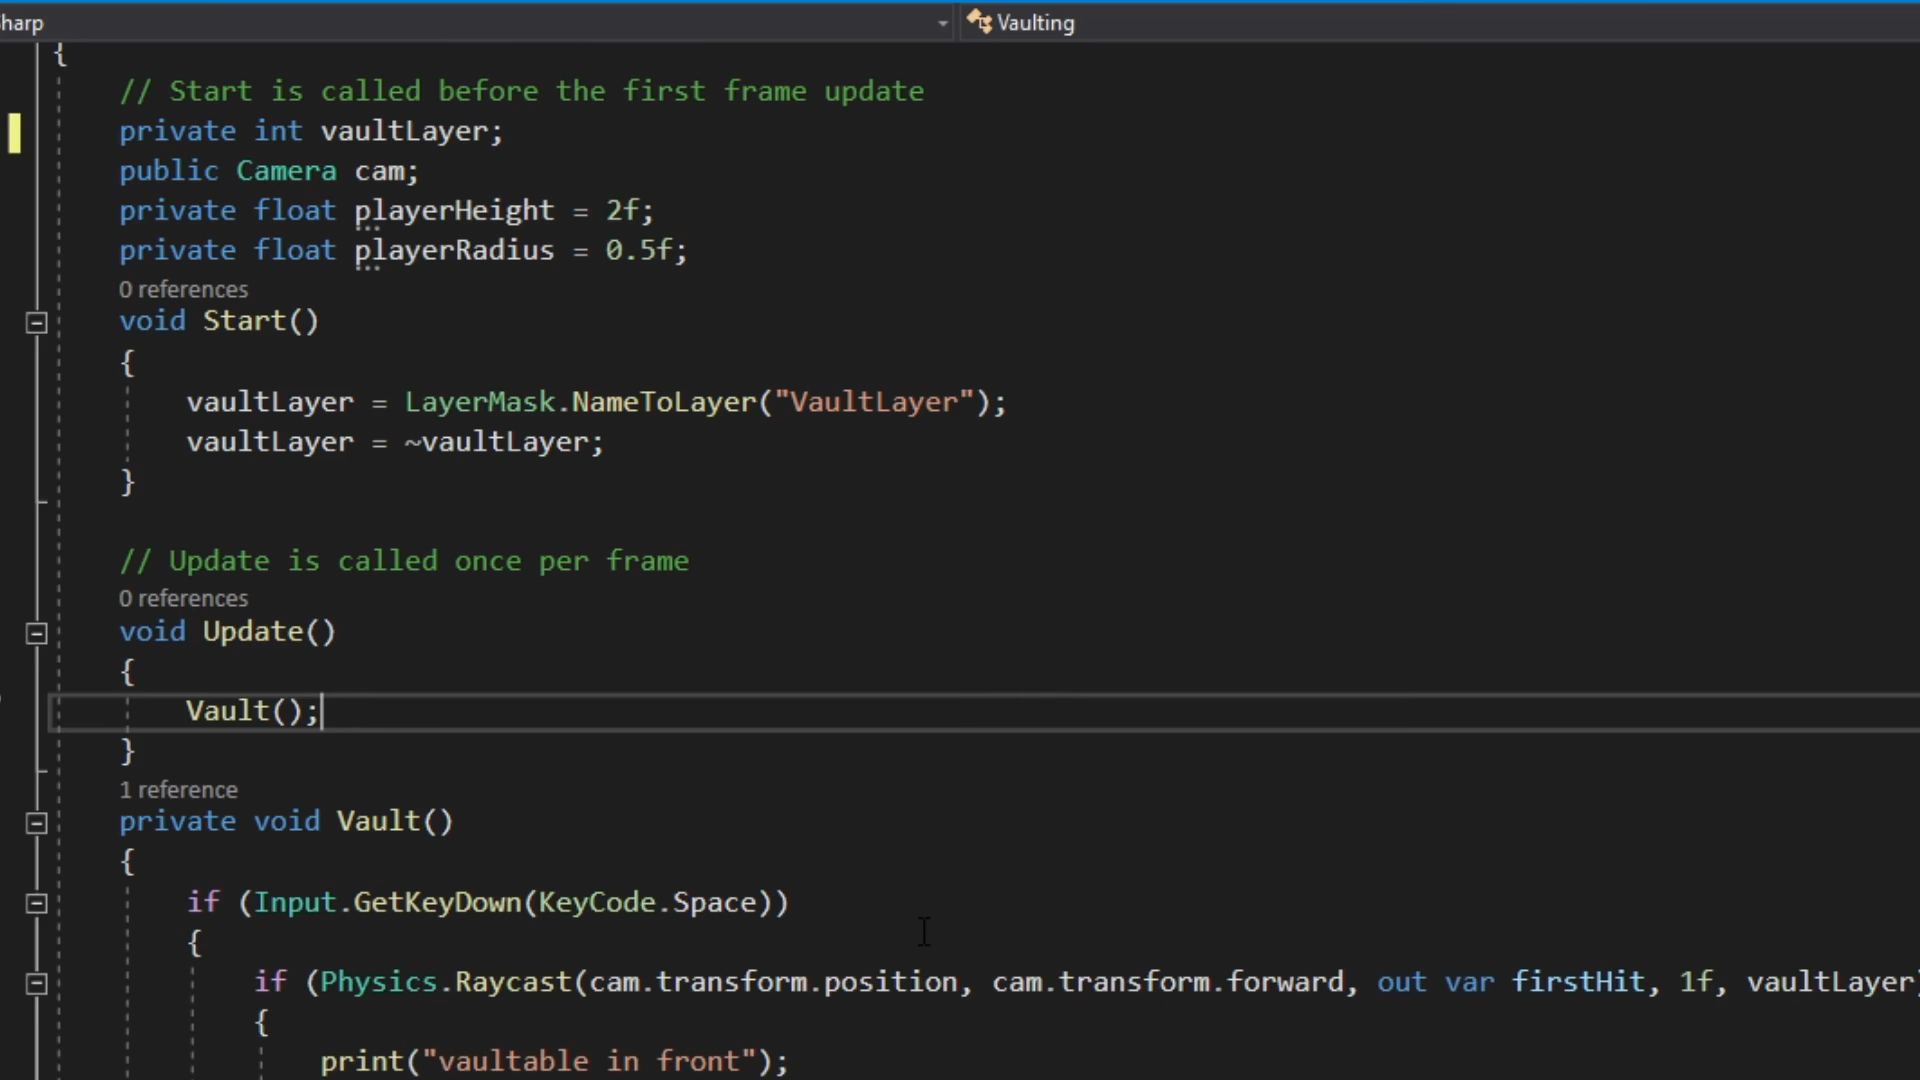 harp
Vaulting
{
// Start is called before the first frame update
private int vaultLayer;
public Camera cam;
private float playerHeight = 2f;
private float playerRadius = 0.5f;
0 references
void Start()
{
vaultLayer = LayerMask.NameToLayer("VaultLayer");
vaultLayer = ~vaultLayer;
}
// Update is called once per frame
0 references
void Update()
{
Vault();
}
1 reference
private void Vault()
{
if (Input.GetKeyDown(KeyCode.Space))
{
if (Physics.Raycast(cam.transform.position, cam.transform.forward, out var firstHit, 1f, vaultLayer)
{
print("vaultable in front");